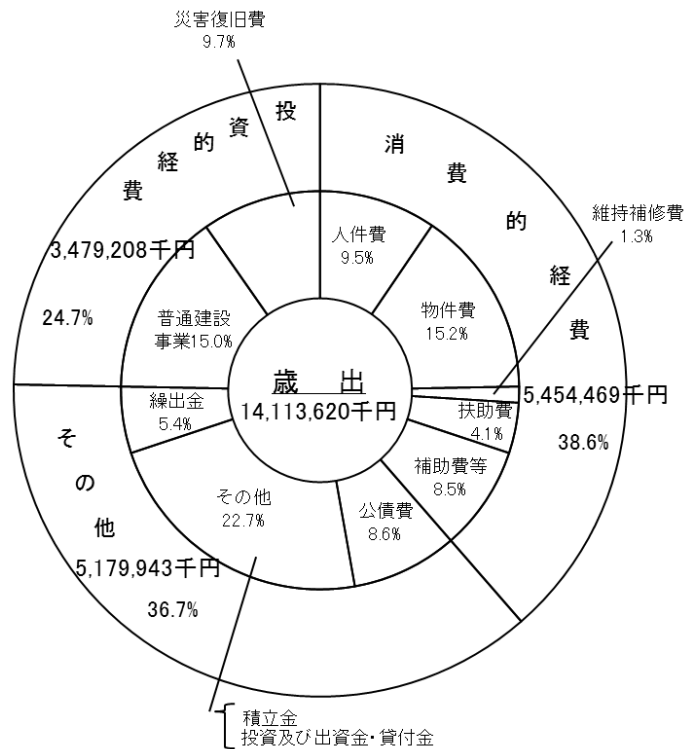 災害復旧費
9.7%
投資的経費
3,479,208千円
24.7%
消費的経費
5,454,469千円
38.6%
維持補修費
1.3%
人件費
9.5%
物件費
15.2%
扶助費
4.1%
補助費等
8.5%
公債費
8.6%
その他
22.7%
繰出金
5.4%
普通建設
事業15.0%
歳 出
14,113,620千円
その他
5,179,943千円
36.7%
積立金
投資及び出資金・貸付金